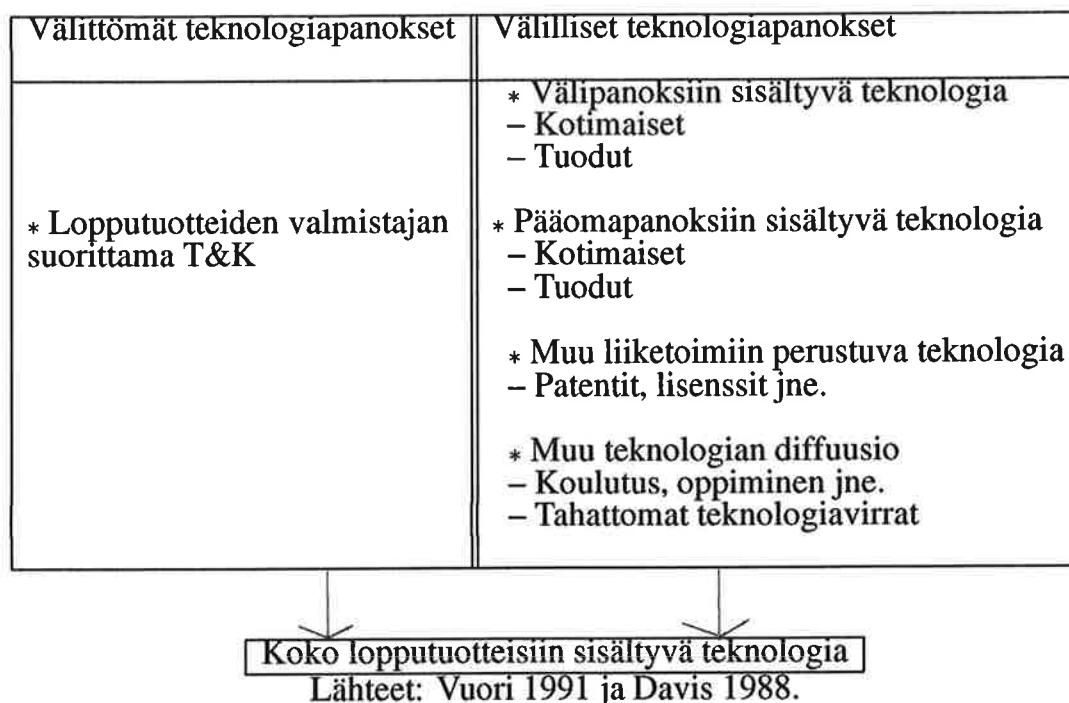 Välittömät teknologiapanokset
Välilliset teknologiapanokset
* Lopputuotteiden valmistajan
suorittama T&K
* Välipanoksiin sisältyvä teknologia
– Kotimaiset
– Tuodut
* Pääomapanoksiin sisältyvä teknologia
– Kotimaiset
– Tuodut
* Muu liiketoimiin perustuva teknologia
– Patentit, lisenssit jne.
* Muu teknologian diffuusio
– Koulutus, oppiminen jne.
– Tahattomat teknologiavirrat
Koko lopputuotteisiin sisältyvä teknologia
Lähteet: Vuori 1991 ja Davis 1988.